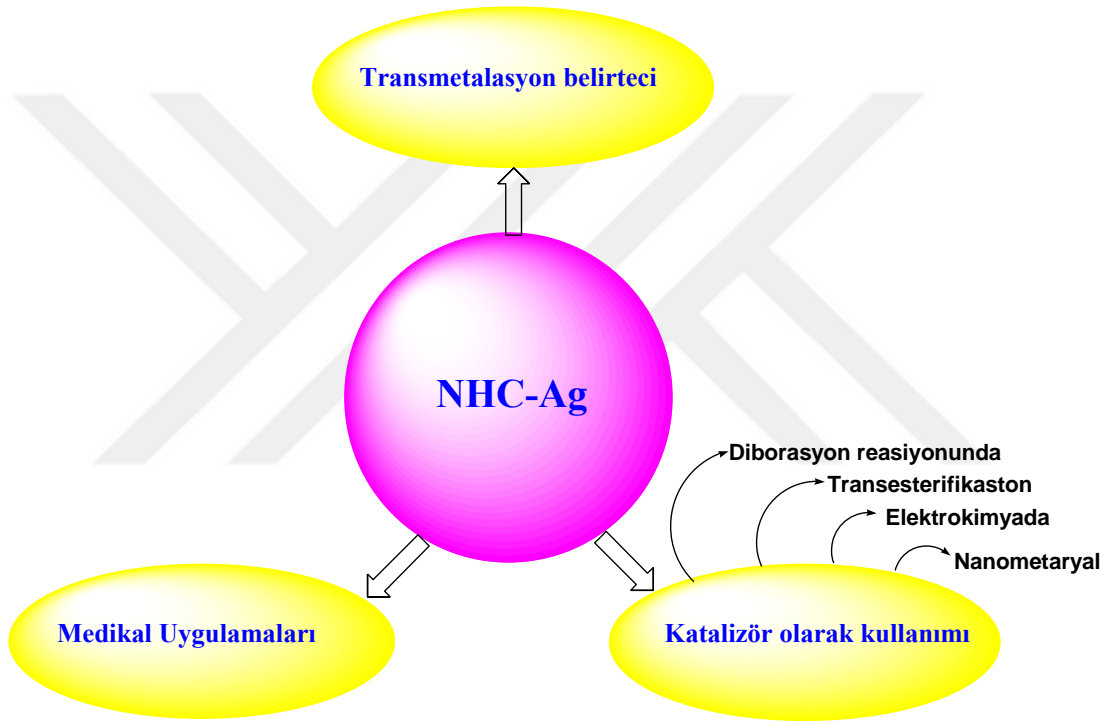 Transmetalasyon belirteci
NHC-Ag
Diborasyon reasiyonunda
Transesterifikaston
Elektrokimyada
Nanometaryal
Medikal Uygulamaları
Katalizör olarak kullanımı